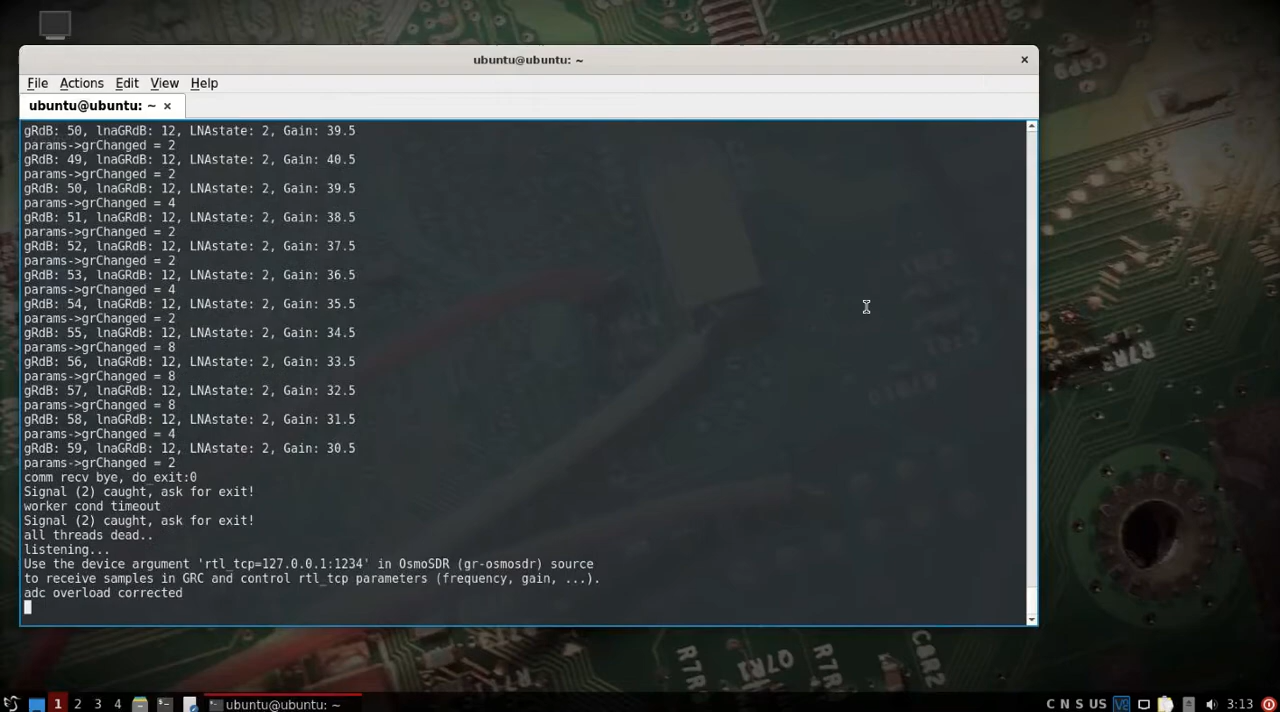 ubuntu@ubuntu: ~
File Actions Edit View Help
ubuntu@ubuntu: ~
gRdB: 50, lnaGRdB: 12, LNAstate: 2, Gain: 39.5
params->grChanged = 2
gRdB: 49, lnaGRdB: 12, LNAstate: 2, Gain: 40.5
params->grChanged = 2
gRdB: 50, lnaGRdB: 12, LNAstate: 2, Gain: 39.5
params->grChanged = 4
gRdB: 51, lnaGRdB: 12, LNAstate: 2, Gain: 38.5
params->grChanged = 2
gRdB: 52, lnaGRdB: 12, LNAstate: 2, Gain: 37.5
params->grChanged = 2
gRdB: 53, lnaGRdB: 12, LNAstate: 2, Gain: 36.5
params->grChanged = 4
gRdB: 54, lnaGRdB: 12, LNAstate: 2, Gain: 35.5
params->grChanged = 2
gRdB: 55, lnaGRdB: 12, LNAstate: 2, Gain: 34.5
params->grChanged = 8
gRdB: 56, lnaGRdB: 12, LNAstate: 2, Gain: 33.5
params->grChanged = 8
gRdB: 57, lnaGRdB: 12, LNAstate: 2, Gain: 32.5
params->grChanged = 8
gRdB: 58, lnaGRdB: 12, LNAstate: 2, Gain: 31.5
params->grChanged = 4
gRdB: 59, lnaGRdB: 12, LNAstate: 2, Gain: 30.5
params->grChanged = 2
comm recv bye, do_exit:0
Signal (2) caught, ask for exit!
worker cond timeout
Signal (2) caught, ask for exit!
all threads dead..
listening...
Use the device argument 'rtl_tcp=127.0.0.1:1234' in OsmoSDR (gr-osmosdr) source
to receive samples in GRC and control rtl_tcp parameters (frequency, gain, ...).
adc overload corrected
1 2 3 4 ubuntu@ubuntu: ~ C N S US 3:13